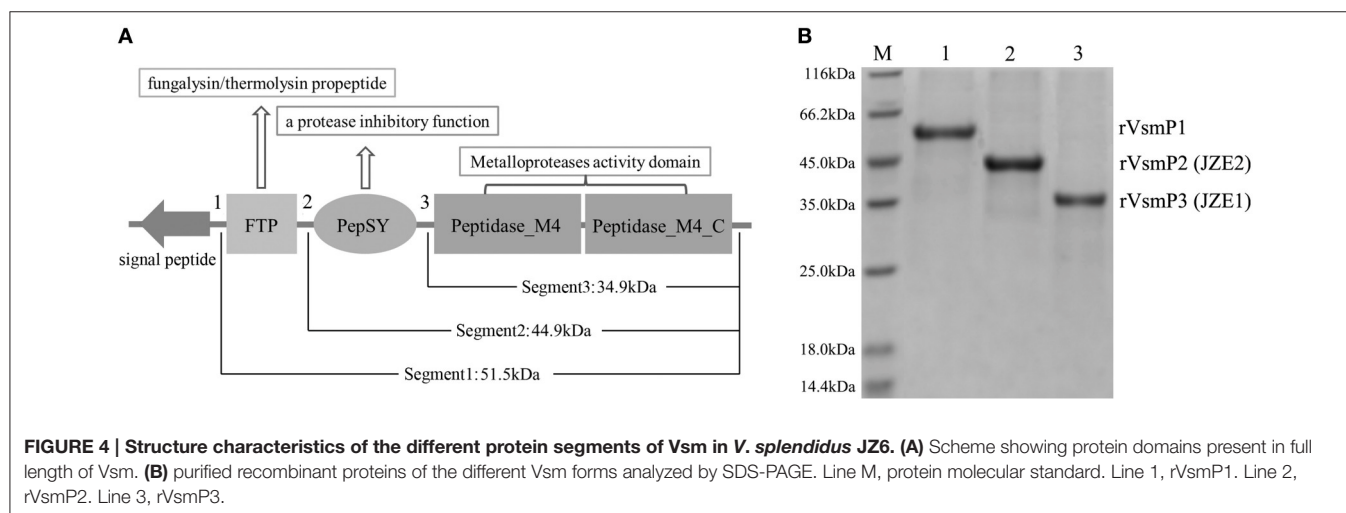 A
fungalysin/thermolysin propeptide
a protease inhibitory function
Metalloproteases activity domain
1
2
3
FTP
PepSY
Peptidase_M4
Peptidase_M4_C
signal peptide
Segment3:34.9kDa
Segment2:44.9kDa
Segment1:51.5kDa
B
M 1 2 3
116kDa
66.2kDa
45.0kDa
35.0kDa
25.0kDa
18.0kDa
14.4kDa
rVsmP1
rVsmP2 (JZE2)
rVsmP3 (JZE1)
FIGURE 4 | Structure characteristics of the different protein segments of Vsm in V. splendidus JZ6. (A) Scheme showing protein domains present in full
length of Vsm. (B) purified recombinant proteins of the different Vsm forms analyzed by SDS-PAGE. Line M, protein molecular standard. Line 1, rVsmP1. Line 2,
rVsmP2. Line 3, rVsmP3.